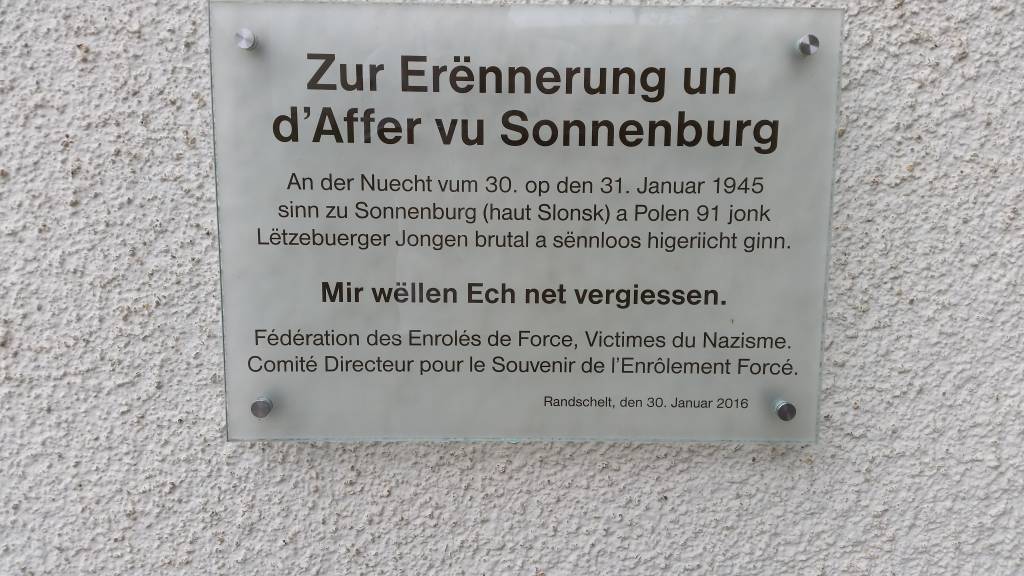 Zur Erënnerung un
d'Affer vu Sonnenburg
An der Nuecht vum 30. op den 31. Januar 1945
sinn zu Sonnenburg (haut Slonsk) a Polen 91 jonk
Lëtzebuerger Jongen brutal a sënnloos higeriicht ginn.
Mir wëllen Ech net vergiessen.
Fédération des Enrolés de Force, Victimes du Nazisme.
Comité Directeur pour le Souvenir de l'Enrôlement Forcé.
Randschelt, den 30. Januar 2016